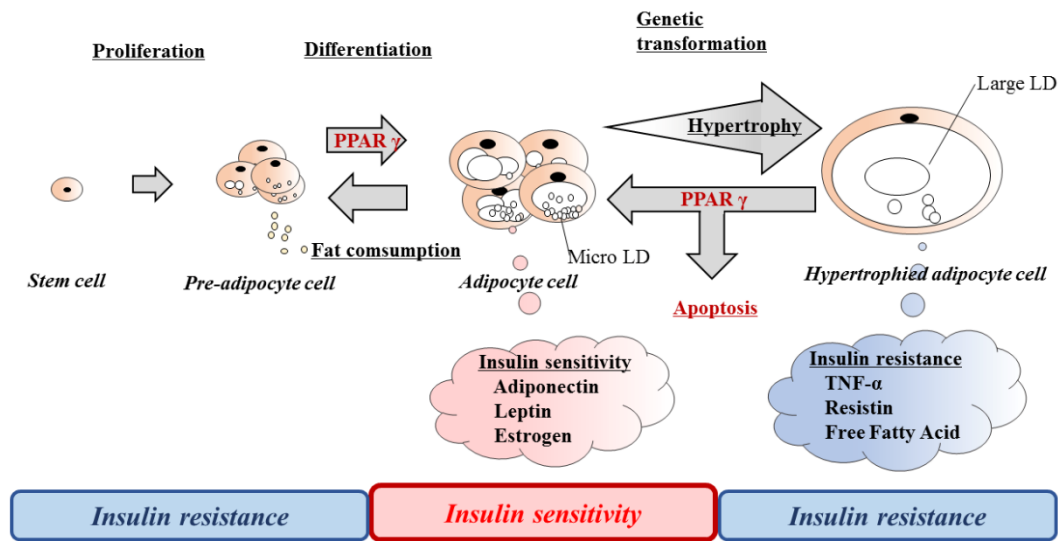 Proliferation
Differentiation
Genetic
transformation
Large LD
PPAR γ
Hypertrophy
PPAR γ
Fat comsumption
Micro LD
Stem cell
Pre-adipocyte cell
Adipocyte cell
Hypertrophied adipocyte cell
Apoptosis
Insulin sensitivity
Adiponectin
Leptin
Estrogen
Insulin resistance
TNF-α
Resistin
Free Fatty Acid
Insulin resistance
Insulin sensitivity
Insulin resistance